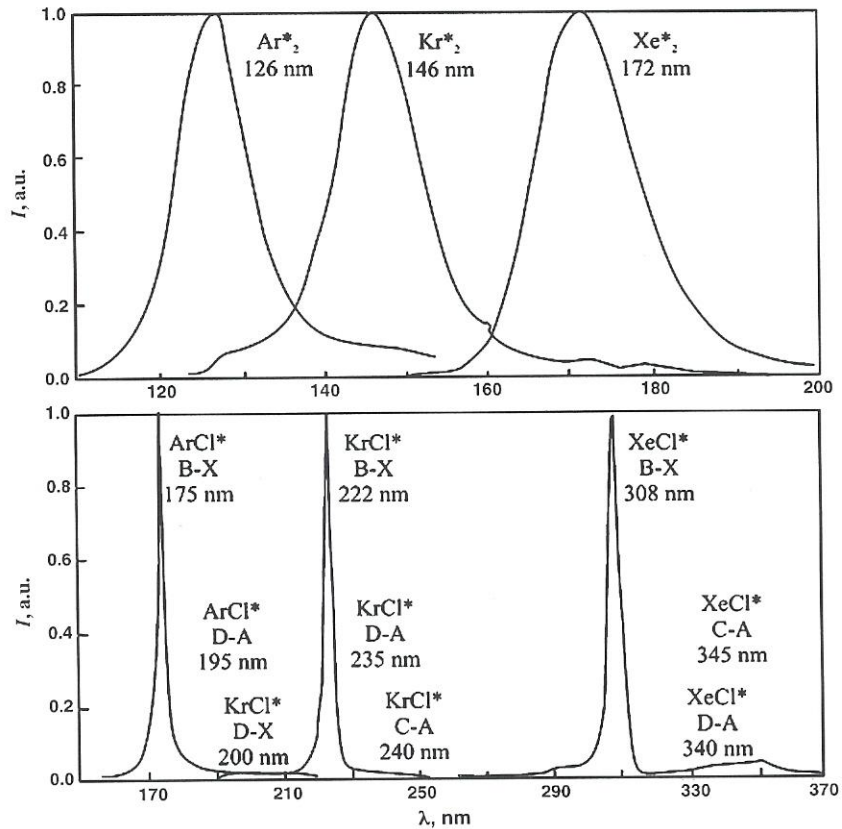 Ar*₂
126 nm
Kr*₂
146 nm
Xe*₂
172 nm
I, a.u.
1.0
0.8
0.6
0.4
0.2
0.0
120
140
160
180
200
ArCl*
B-X
175 nm
KrCl*
B-X
222 nm
XeCl*
B-X
308 nm
ArCl*
D-A
195 nm
KrCl*
D-A
235 nm
XeCl*
C-A
345 nm
KrCl*
D-X
200 nm
KrCl*
C-A
240 nm
XeCl*
D-A
340 nm
I, a.u.
1.0
0.8
0.6
0.4
0.2
0.0
170
210
250
290
330
370
λ, nm